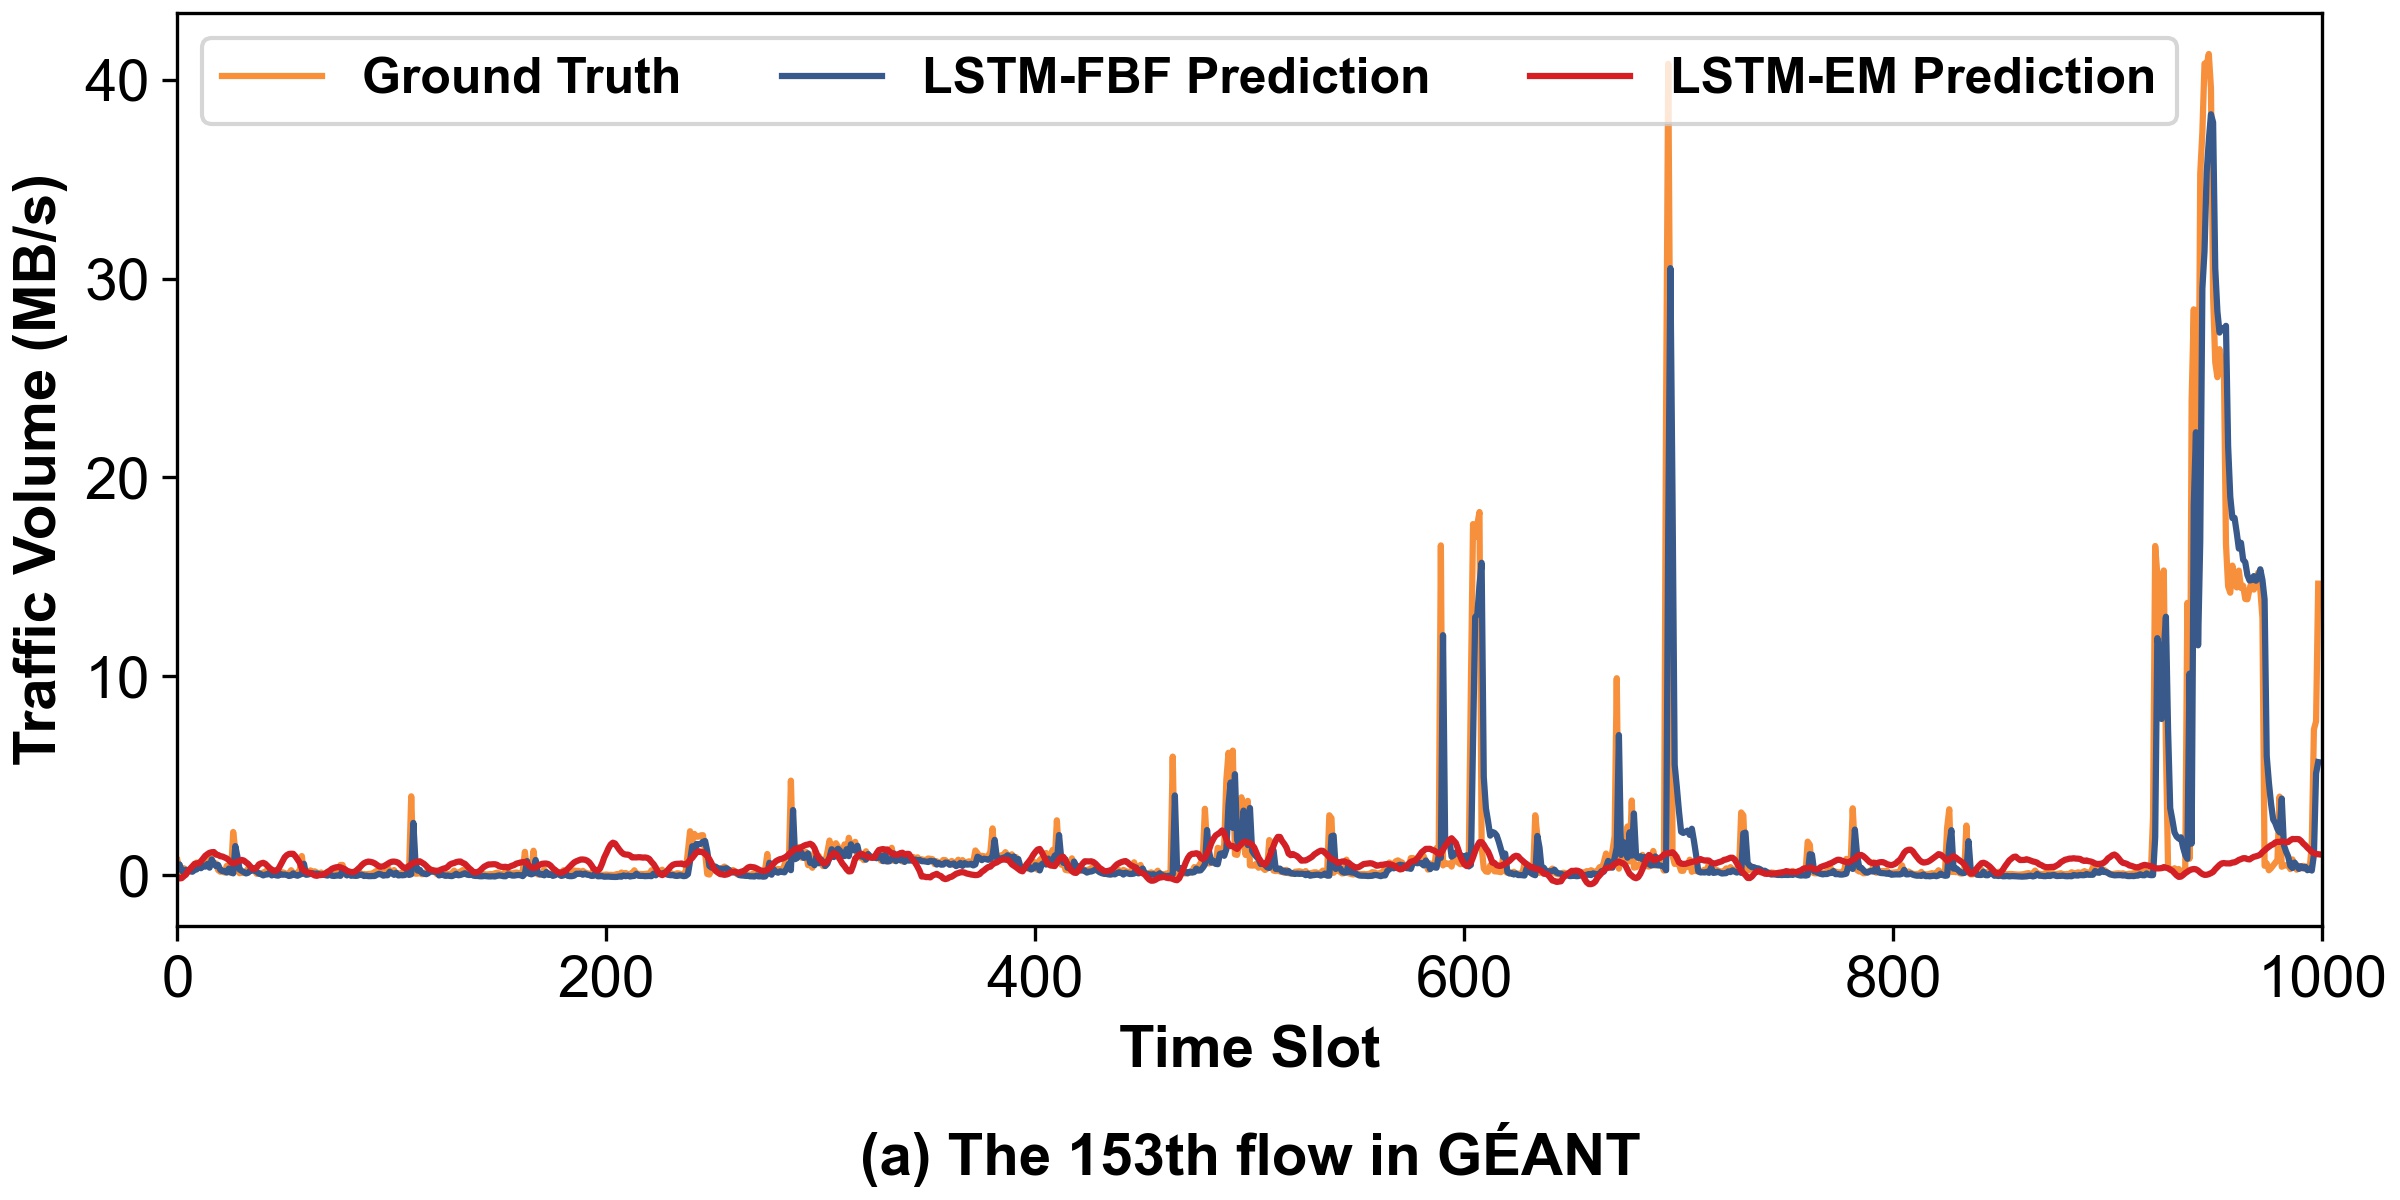 Ground Truth LSTM-FBF Prediction LSTM-EM Prediction
40
30
20
10
0
Traffic Volume (MB/s)
0 200 400 600 800 1000
Time Slot
(a) The 153th flow in GÉANT